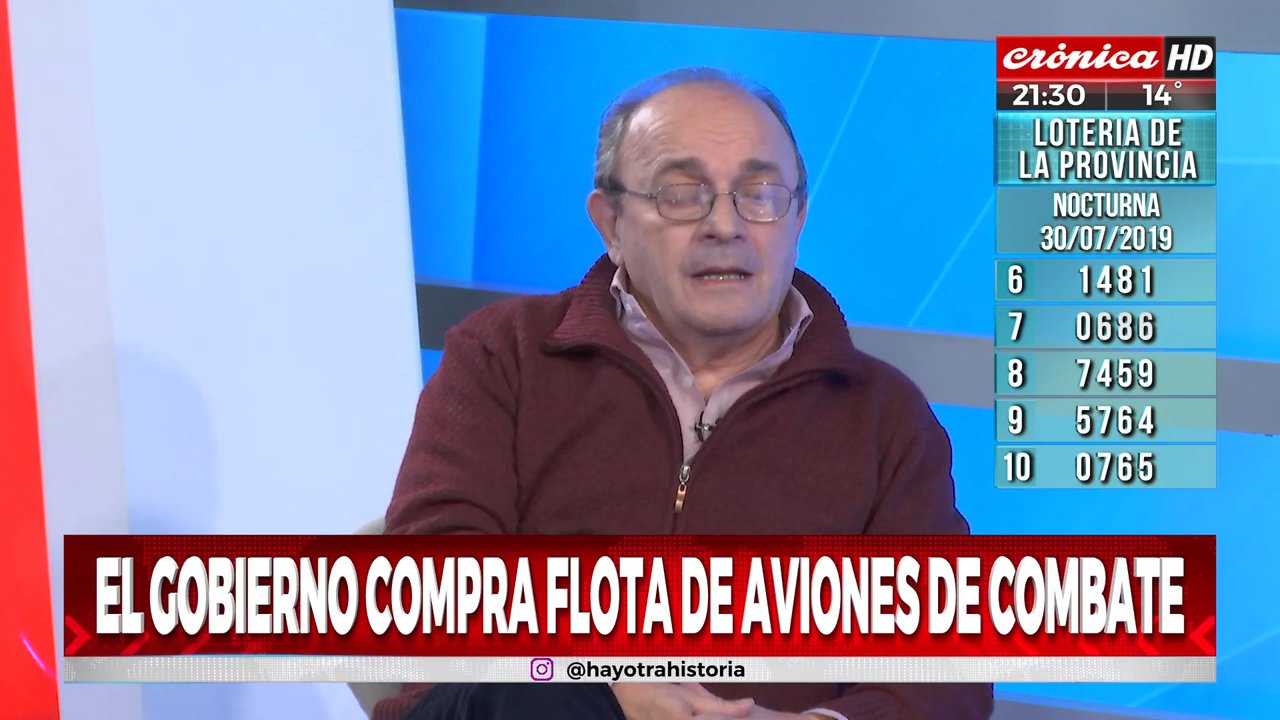 crónica HD
21:30 14°
LOTERIA DE
LA PROVINCIA
NOCTURNA
30/07/2019
6 1481
7 0686
8 7459
9 5764
10 0765
EL GOBIERNO COMPRA FLOTA DE AVIONES DE COMBATE
@hayotrahistoria